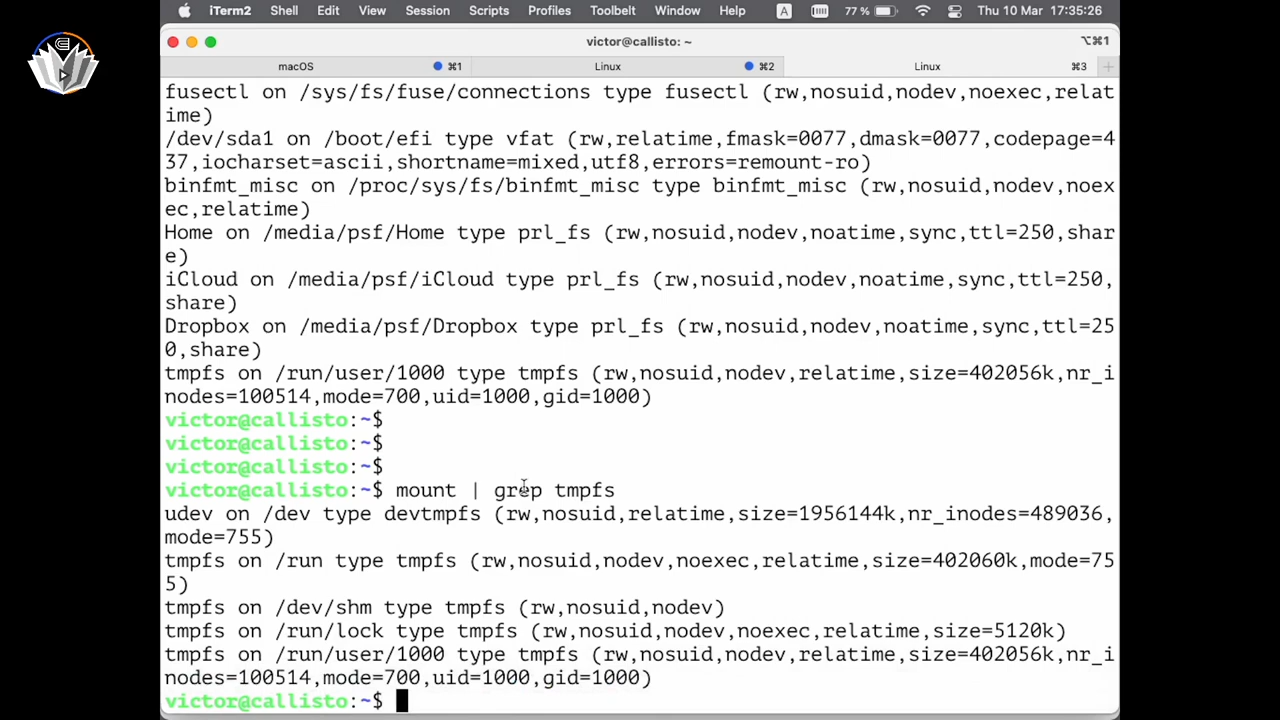 iTerm2 Shell Edit View Session Scripts Profiles Toolbelt Window Help A 77 % Thu 10 Mar 17:35:26
victor@callisto: ~ ⌥⌘1
macOS ⌘1 Linux ⌘2 Linux ⌘3 +
fusectl on /sys/fs/fuse/connections type fusectl (rw,nosuid,nodev,noexec,relat
ime)
/dev/sda1 on /boot/efi type vfat (rw,relatime,fmask=0077,dmask=0077,codepage=4
37,iocharset=ascii,shortname=mixed,utf8,errors=remount-ro)
binfmt_misc on /proc/sys/fs/binfmt_misc type binfmt_misc (rw,nosuid,nodev,noex
ec,relatime)
Home on /media/psf/Home type prl_fs (rw,nosuid,nodev,noatime,sync,ttl=250,shar
e)
iCloud on /media/psf/iCloud type prl_fs (rw,nosuid,nodev,noatime,sync,ttl=250,
share)
Dropbox on /media/psf/Dropbox type prl_fs (rw,nosuid,nodev,noatime,sync,ttl=25
0,share)
tmpfs on /run/user/1000 type tmpfs (rw,nosuid,nodev,relatime,size=402056k,nr_i
nodes=100514,mode=700,uid=1000,gid=1000)
victor@callisto:~$
victor@callisto:~$
victor@callisto:~$
victor@callisto:~$ mount | grep tmpfs
udev on /dev type devtmpfs (rw,nosuid,relatime,size=1956144k,nr_inodes=489036,
mode=755)
tmpfs on /run type tmpfs (rw,nosuid,nodev,noexec,relatime,size=402060k,mode=75
5)
tmpfs on /dev/shm type tmpfs (rw,nosuid,nodev)
tmpfs on /run/lock type tmpfs (rw,nosuid,nodev,noexec,relatime,size=5120k)
tmpfs on /run/user/1000 type tmpfs (rw,nosuid,nodev,relatime,size=402056k,nr_i
nodes=100514,mode=700,uid=1000,gid=1000)
victor@callisto:~$